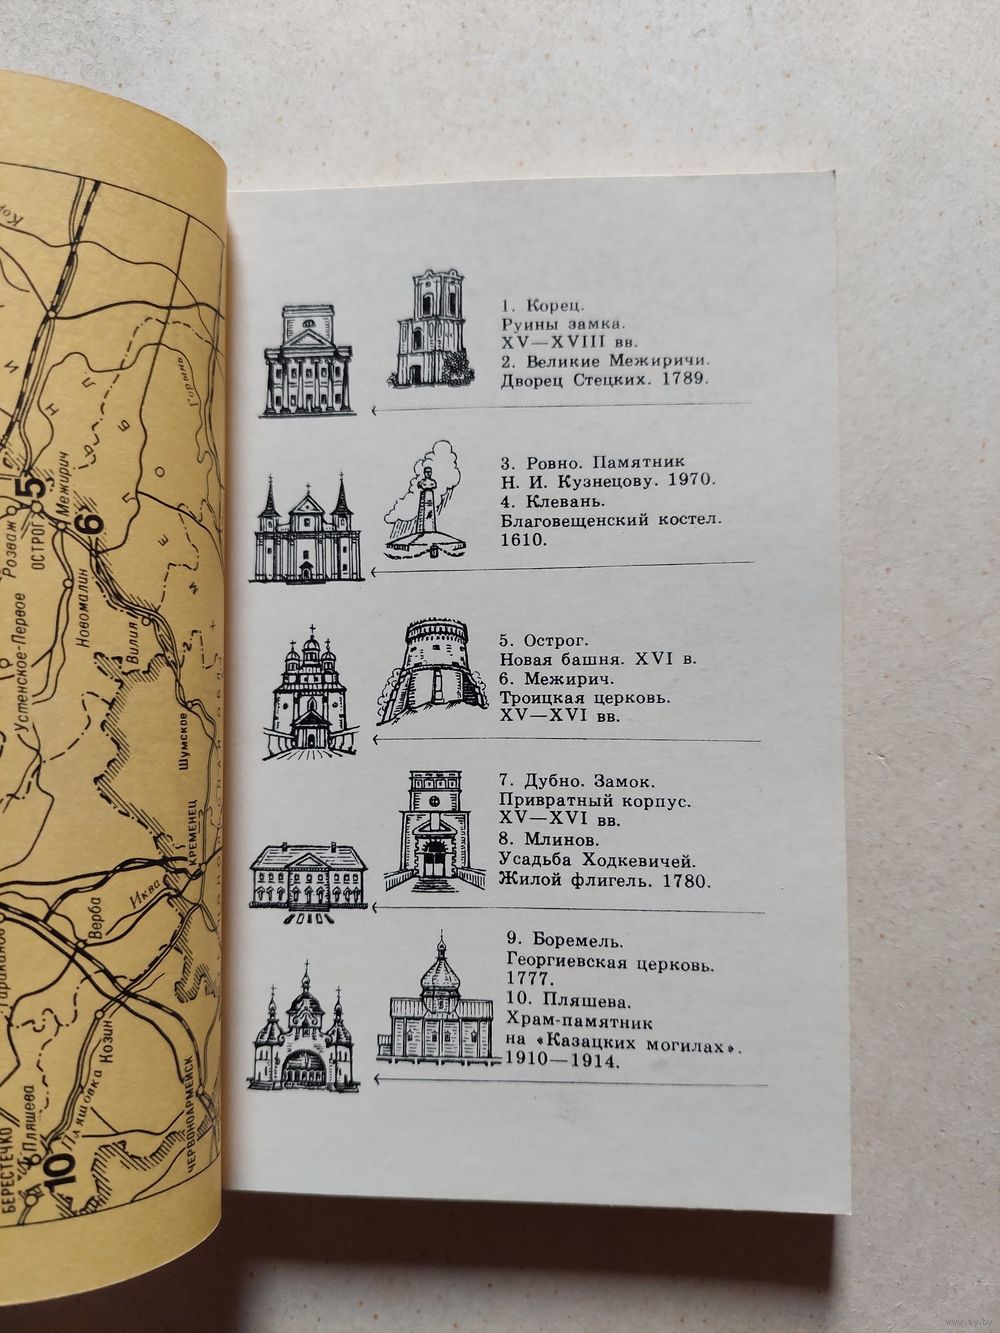 1. Корец.
Руины замка.
XV—XVIII вв.
2. Великие Межиричи.
Дворец Стецких. 1789.
3. Ровно. Памятник
Н. И. Кузнецову. 1970.
4. Клевань.
Благовещенский костел.
1610.
5. Острог.
Новая башня. XVI в.
6. Межирич.
Троицкая церковь.
XV—XVI вв.
7. Дубно. Замок.
Привратный корпус.
XV—XVI вв.
8. Млинов.
Усадьба Ходкевичей.
Жилой флигель. 1780.
9. Боремель.
Георгиевская церковь.
1777.
10. Пляшева.
Храм-памятник
на «Казацких могилах».
1910—1914.
Горынь
5
Межирич
6
Розваж
ОСТРОГ
Новомалин
Устенское-Первое
Вилия
Шумское
КРЕМЕНЕЦ
Иква
Верба
Козин
Пляшовка
ЧЕРВОНОАРМЕЙСК
Пляшева
БЕРЕСТЕЧКО
10
www.ay.by